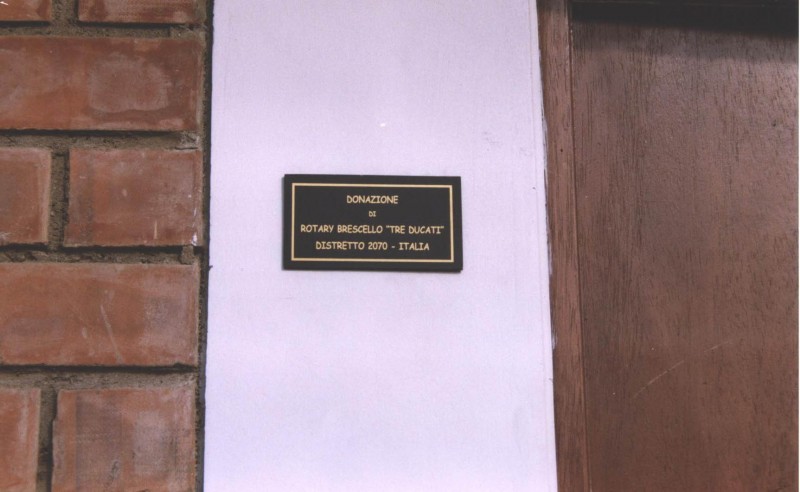 DONAZIONE
DI
ROTARY BRESCELLO "TRE DUCATI"
DISTRETTO 2070 - ITALIA